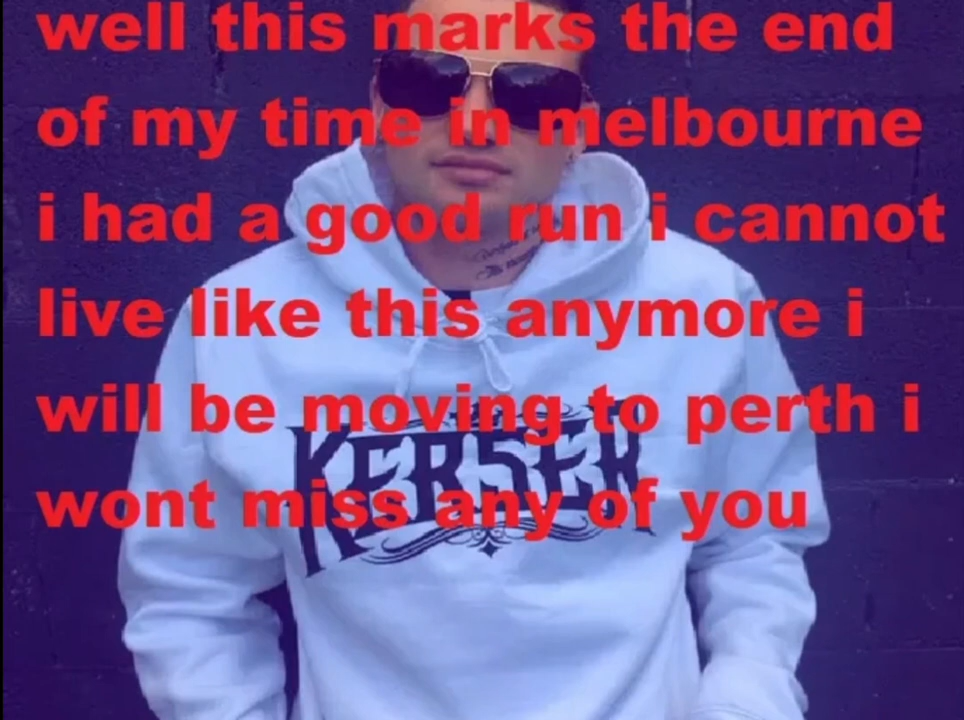 well this marks the end
of my time in melbourne
i had a good run i cannot
live like this anymore i
will be moving to perth i
wont miss any of you
KERSER